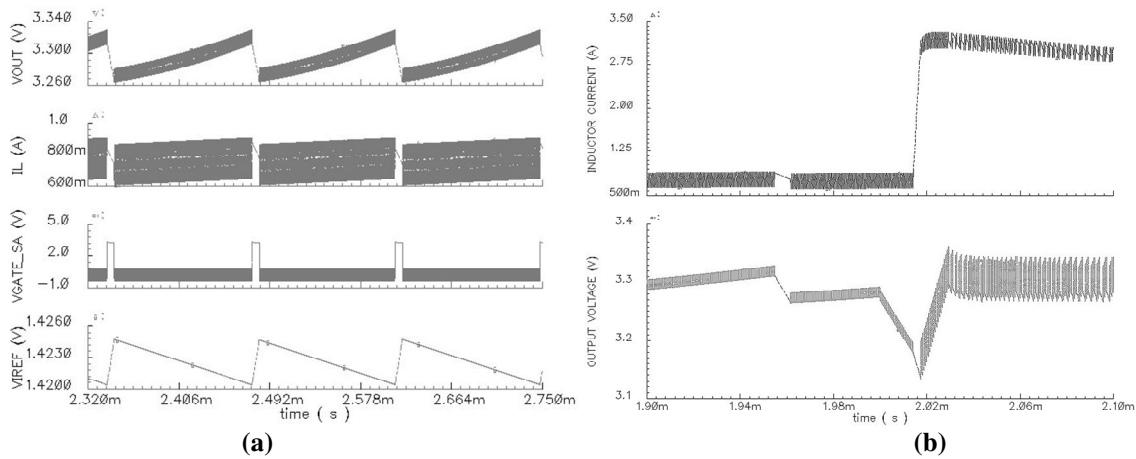 3.340
VOUT (V)
3.300
3.260
1.0
IL (A)
800m
600m
5.0
VGATE_SA (V)
2.0
-1.0
1.4260
VIREF (V)
1.4230
1.4200
2.320m 2.406m 2.492m 2.578m 2.664m 2.750m
time ( s )
(a)
3.50
INDUCTOR CURRENT (A)
2.75
2.00
1.25
500m
3.4
OUTPUT VOLTAGE (V)
3.3
3.2
3.1
1.90m 1.94m 1.98m 2.02m 2.06m 2.10m
time ( s )
(b)